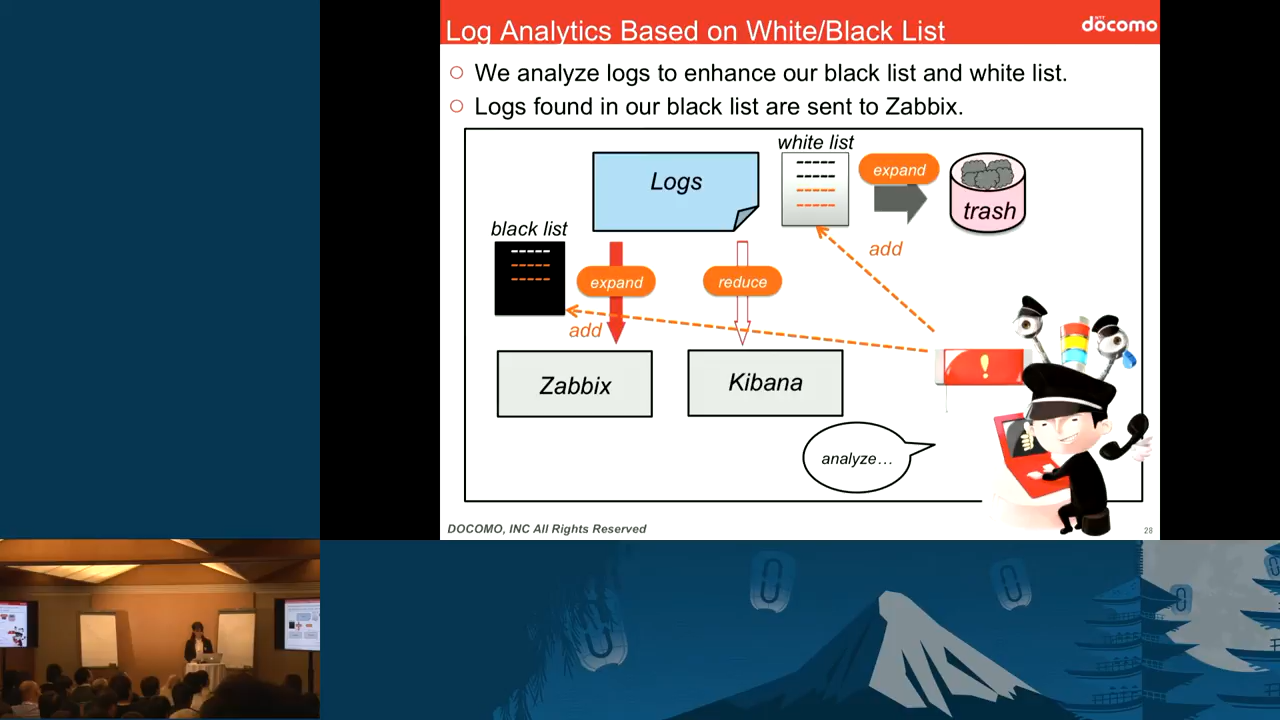 Log Analytics Based on White/Black List
NTT
döcomo
We analyze logs to enhance our black list and white list.
Logs found in our black list are sent to Zabbix.
white list
Logs
expand
trash
black list
add
expand
reduce
add
!
Zabbix
Kibana
analyze…
DOCOMO, INC All Rights Reserved
28